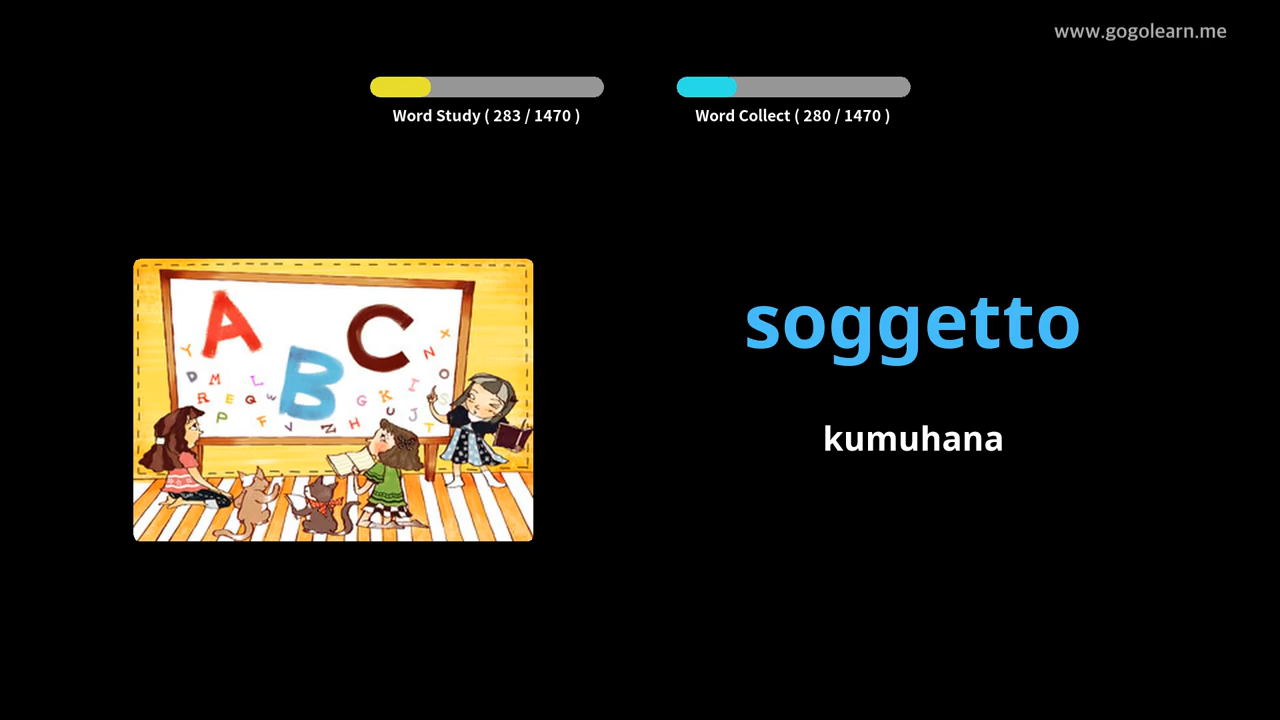 www.gogolearn.me
Word Study ( 283 / 1470 )
Word Collect ( 280 / 1470 )
A
B
C
Y
X
N
D
M
L
O
R
E
Q
W
G
K
I
S
P
F
V
Z
H
U
J
T
soggetto
kumuhana